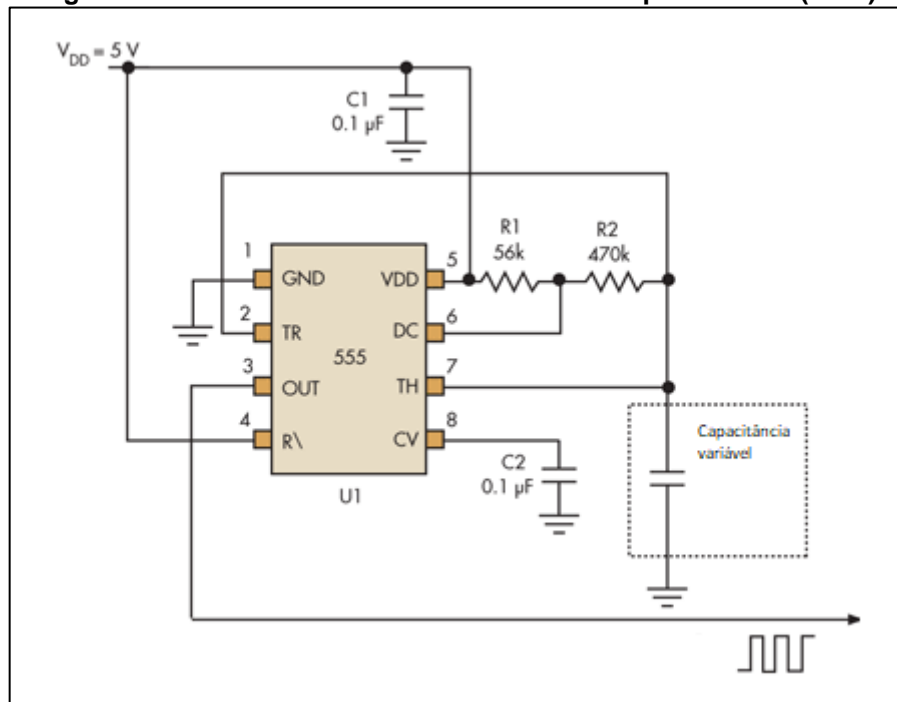 V_DD = 5 V
C1
0.1 µF
R1
56k
R2
470k
1
GND
2
TR
3
OUT
4
R\
555
VDD
5
DC
6
TH
7
CV
8
U1
C2
0.1 µF
Capacitância
variável